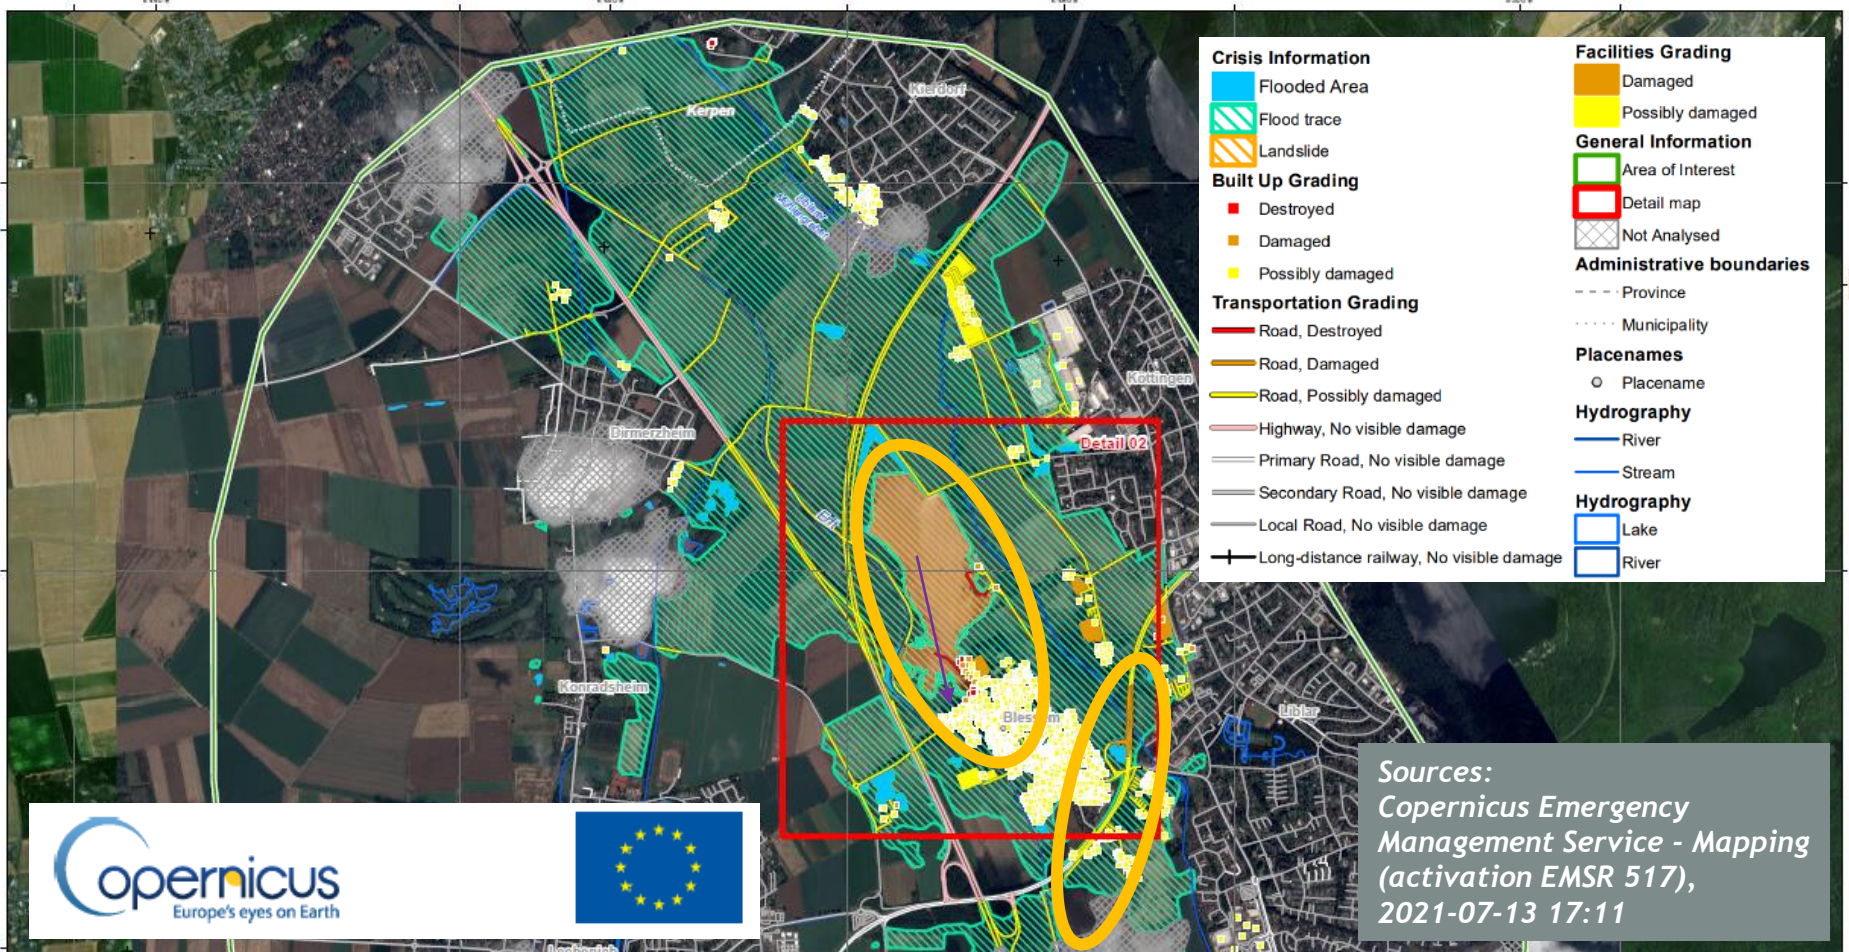 Kierdorf
Kerpen
Köttingen
Dirmerzheim
Detail 02
Erft
Konradsheim
Blessem
Liblar
Crisis Information
Flooded Area
Flood trace
Landslide
Built Up Grading
Destroyed
Damaged
Possibly damaged
Transportation Grading
Road, Destroyed
Road, Damaged
Road, Possibly damaged
Highway, No visible damage
Primary Road, No visible damage
Secondary Road, No visible damage
Local Road, No visible damage
Long-distance railway, No visible damage
Facilities Grading
Damaged
Possibly damaged
General Information
Area of Interest
Detail map
Not Analysed
Administrative boundaries
Province
Municipality
Placenames
Placename
Hydrography
River
Stream
Hydrography
Lake
River
Sources:
Copernicus Emergency
Management Service - Mapping
(activation EMSR 517),
2021-07-13 17:11
opernicus
Europe's eyes on Earth